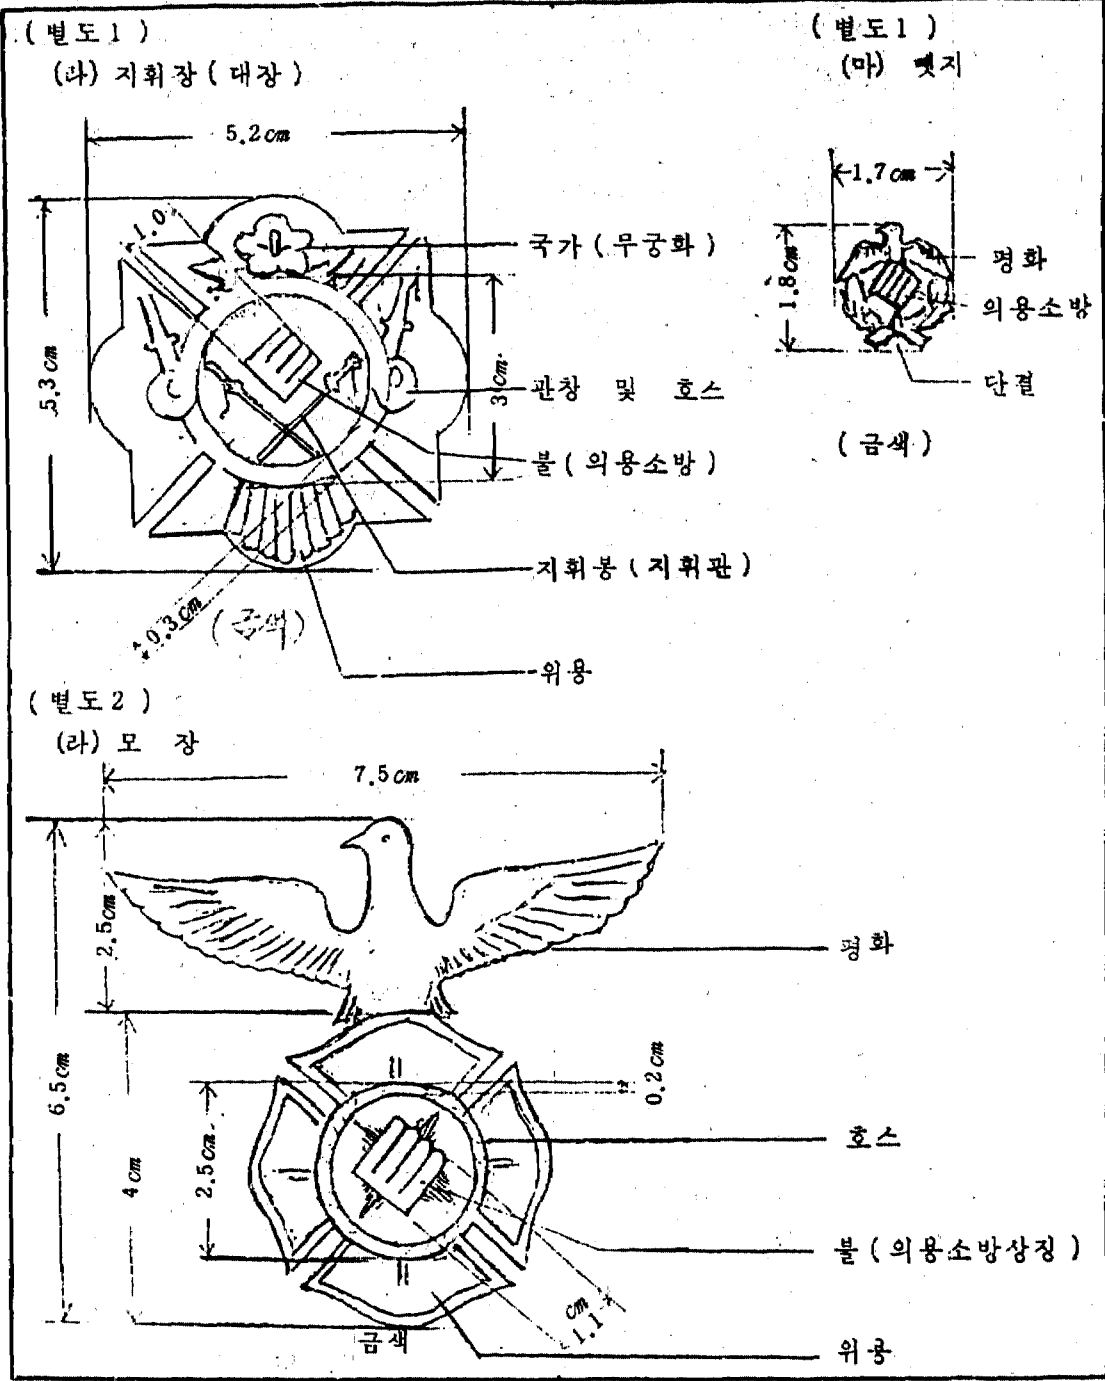 (별도1)
(라) 지휘장(대장)
5.2cm
1.0
5.3cm
3cm
국가(무궁화)
관창 및 호스
불(의용소방)
지휘봉(지휘관)
0.3cm
(금색)
위용
(별도1)
(마) 뺏지
1.7cm
1.8cm
평화
의용소방
단결
(금색)
(별도2)
(라) 모 장
7.5cm
2.5cm
6.5cm
4cm
2.5cm
0.2cm
평화
호스
불(의용소방상징)
cm
1.1
위용
금색